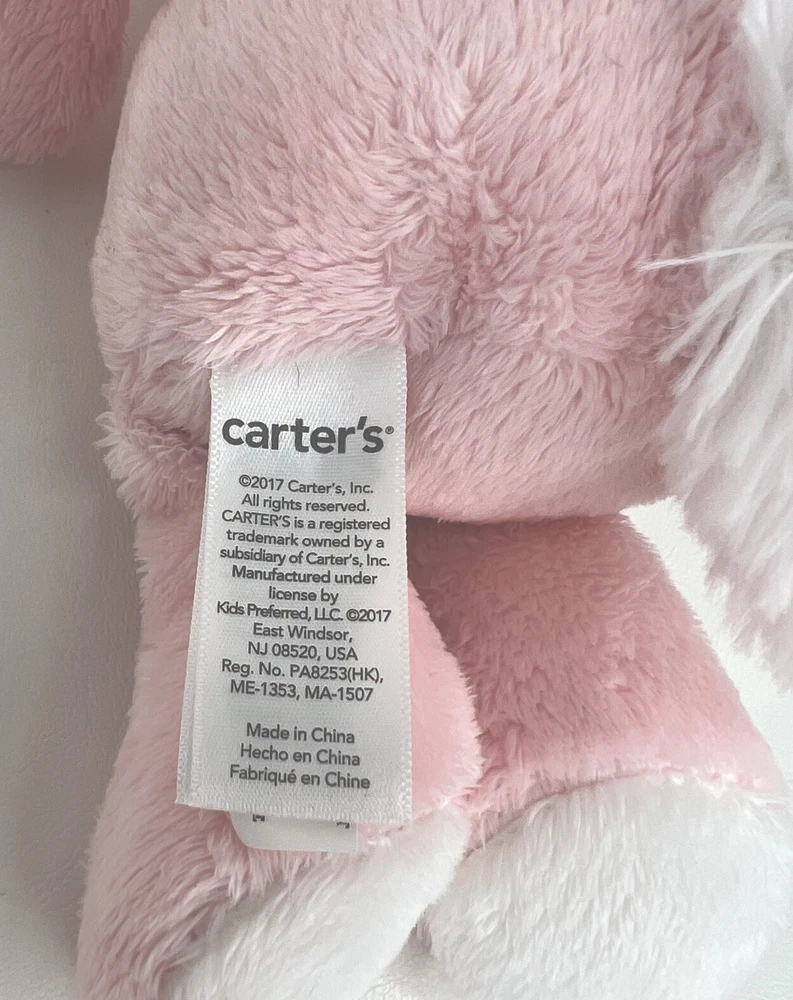 carter's®
©2017 Carter's, Inc.
All rights reserved.
CARTER'S is a registered
trademark owned by a
subsidiary of Carter's, Inc.
Manufactured under
license by
Kids Preferred, LLC. ©2017
East Windsor,
NJ 08520, USA
Reg. No. PA8253(HK),
ME-1353, MA-1507
Made in China
Hecho en China
Fabriqué en Chine